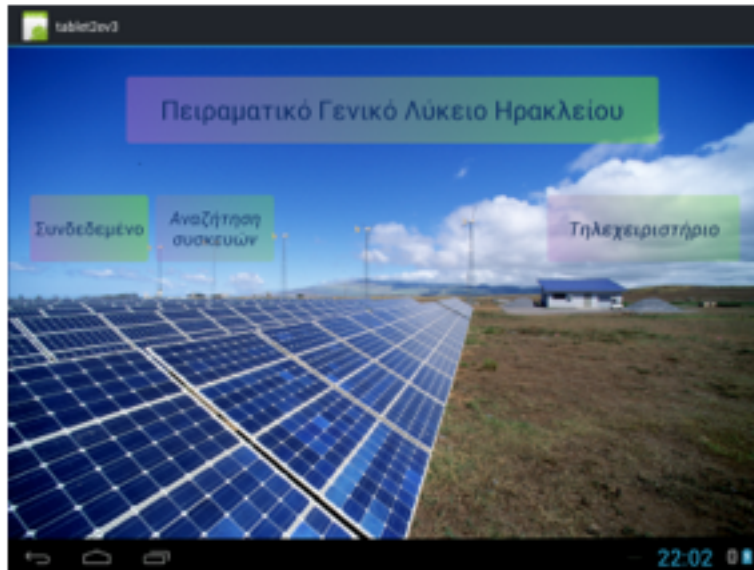 tablet2ev3
Πειραματικό Γενικό Λύκειο Ηρακλείου
Συνδεδεμένο
Αναζήτηση
συσκευών
Τηλεχειριστήριο
22:02